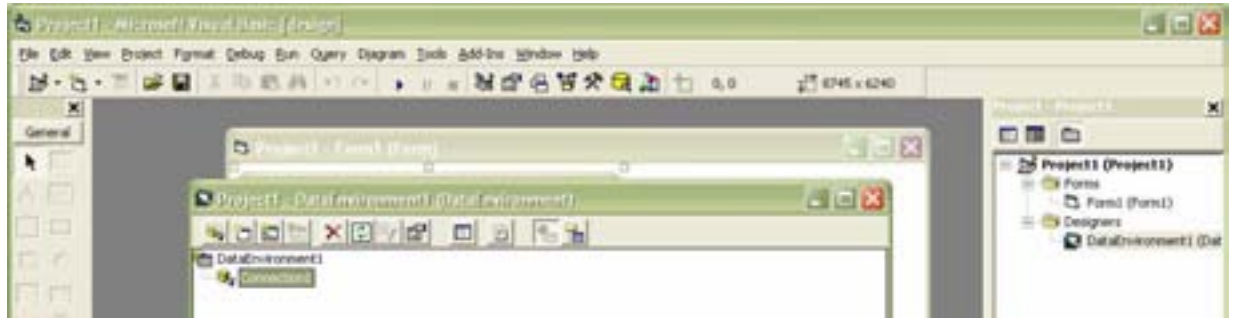 Project1 - Microsoft Visual Basic [design]
File Edit View Project Format Debug Run Query Diagram Tools Add-Ins Window Help
0, 0 8745 x 6240
Project - Project1
General
Project1 - Form1 (Form)
Project1 (Project1)
Forms
Form1 (Form1)
Designers
DataEnvironment1 (Dat
Project1 - DataEnvironment1 (DataEnvironment)
DataEnvironment1
Connection1